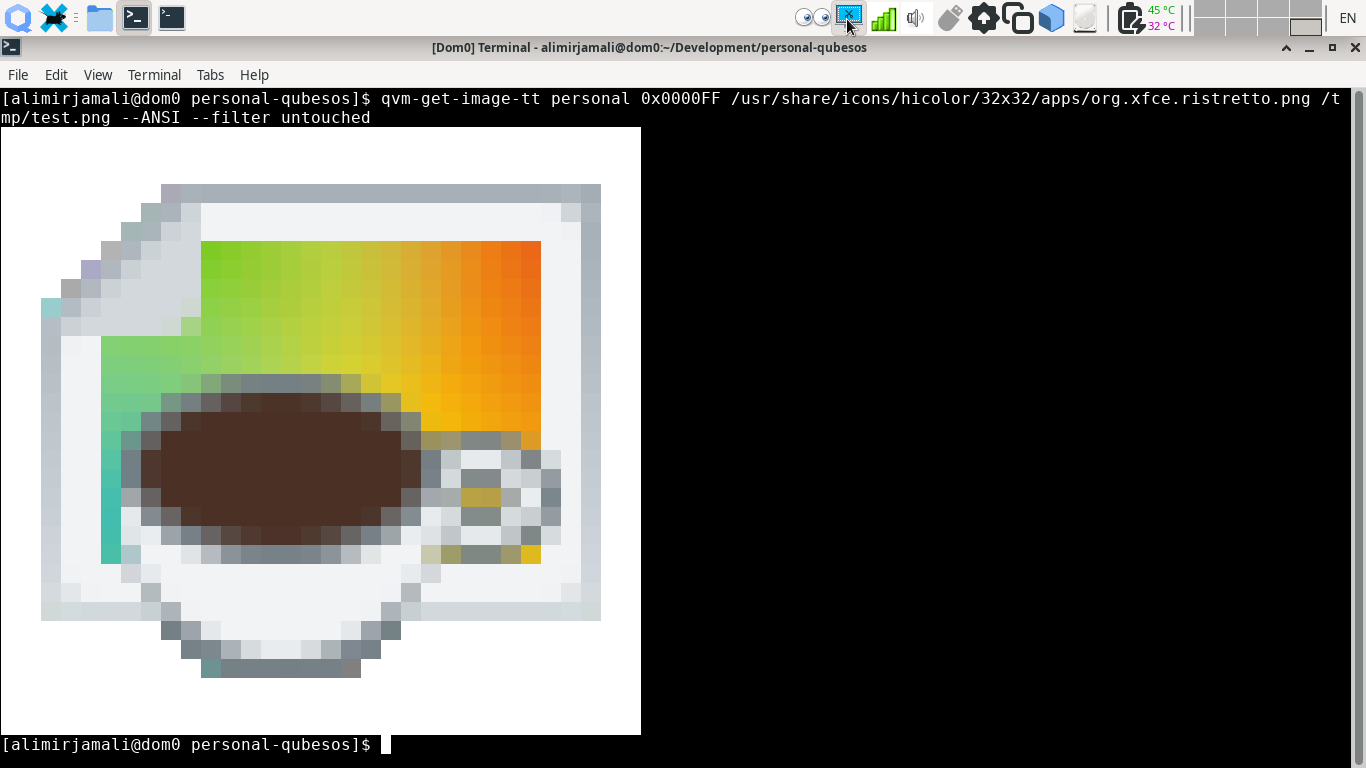 45 °C
32 °C
EN
[Dom0] Terminal - alimirjamali@dom0:~/Development/personal-qubesos
File Edit View Terminal Tabs Help
[alimirjamali@dom0 personal-qubesos]$ qvm-get-image-tt personal 0x0000FF /usr/share/icons/hicolor/32x32/apps/org.xfce.ristretto.png /t
mp/test.png --ANSI --filter untouched
[alimirjamali@dom0 personal-qubesos]$